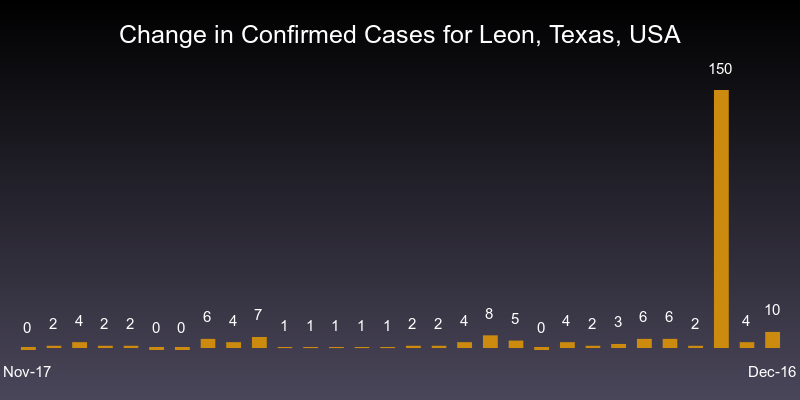 Change in Confirmed Cases for Leon, Texas, USA
150
0 2 4 2 2 0 0 6 4 7 1 1 1 1 1 2 2 4 8 5 0 4 2 3 6 6 2 4 10
Nov-17 Dec-16